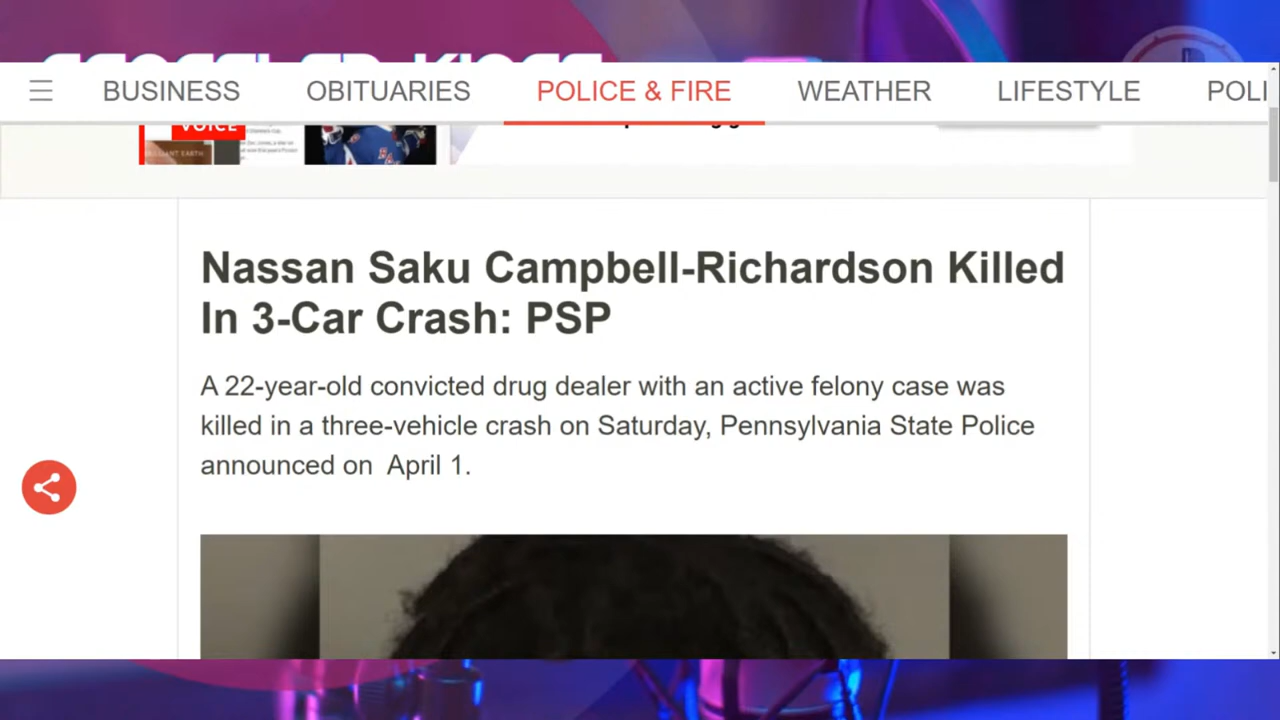 BUSINESS OBITUARIES POLICE & FIRE WEATHER LIFESTYLE POLI
VOICE
Nassan Saku Campbell-Richardson Killed
In 3-Car Crash: PSP
A 22-year-old convicted drug dealer with an active felony case was
killed in a three-vehicle crash on Saturday, Pennsylvania State Police
announced on April 1.